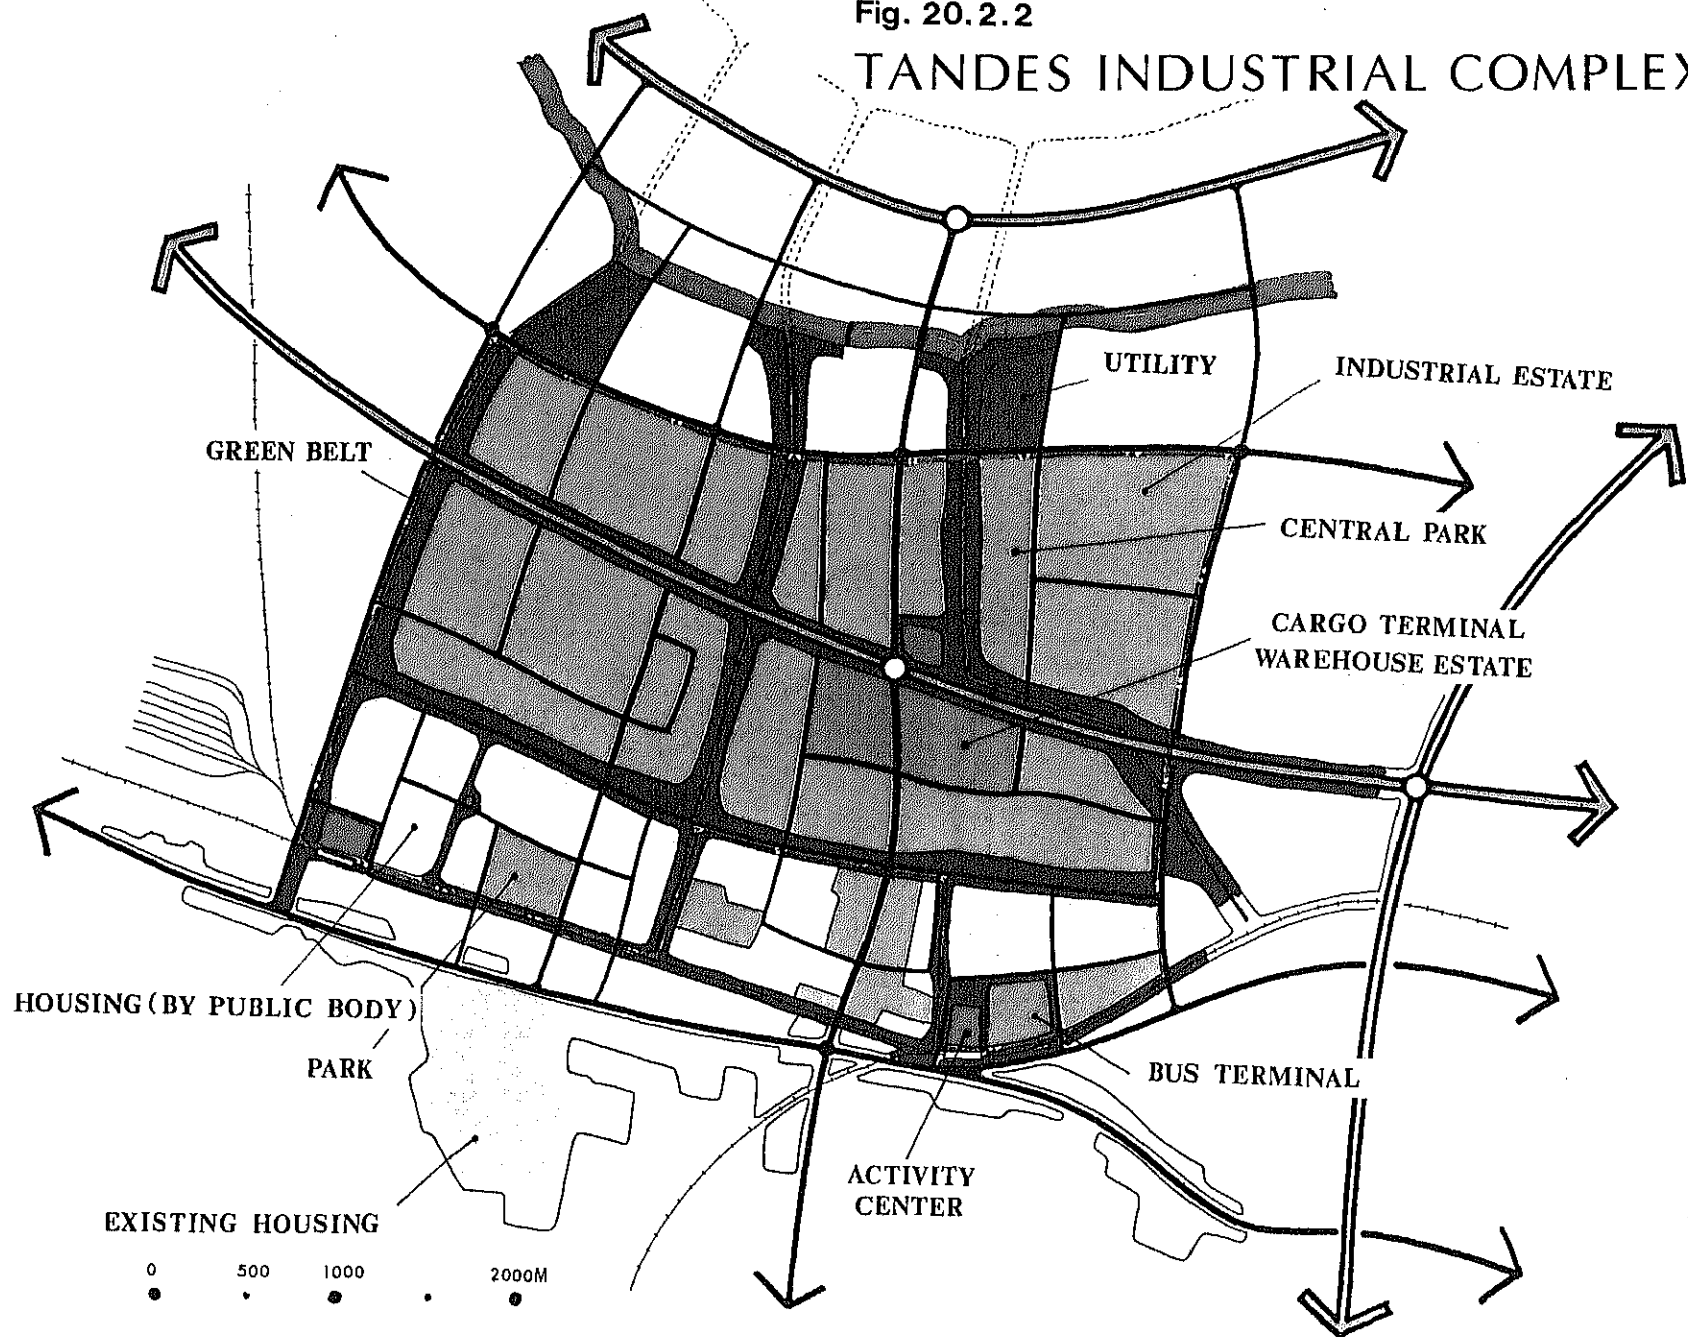 Fig. 20.2.2
TANDES INDUSTRIAL COMPLEX
UTILITY
INDUSTRIAL ESTATE
GREEN BELT
CENTRAL PARK
CARGO TERMINAL
WAREHOUSE ESTATE
HOUSING (BY PUBLIC BODY)
PARK
BUS TERMINAL
ACTIVITY
CENTER
EXISTING HOUSING
0 500 1000 2000M